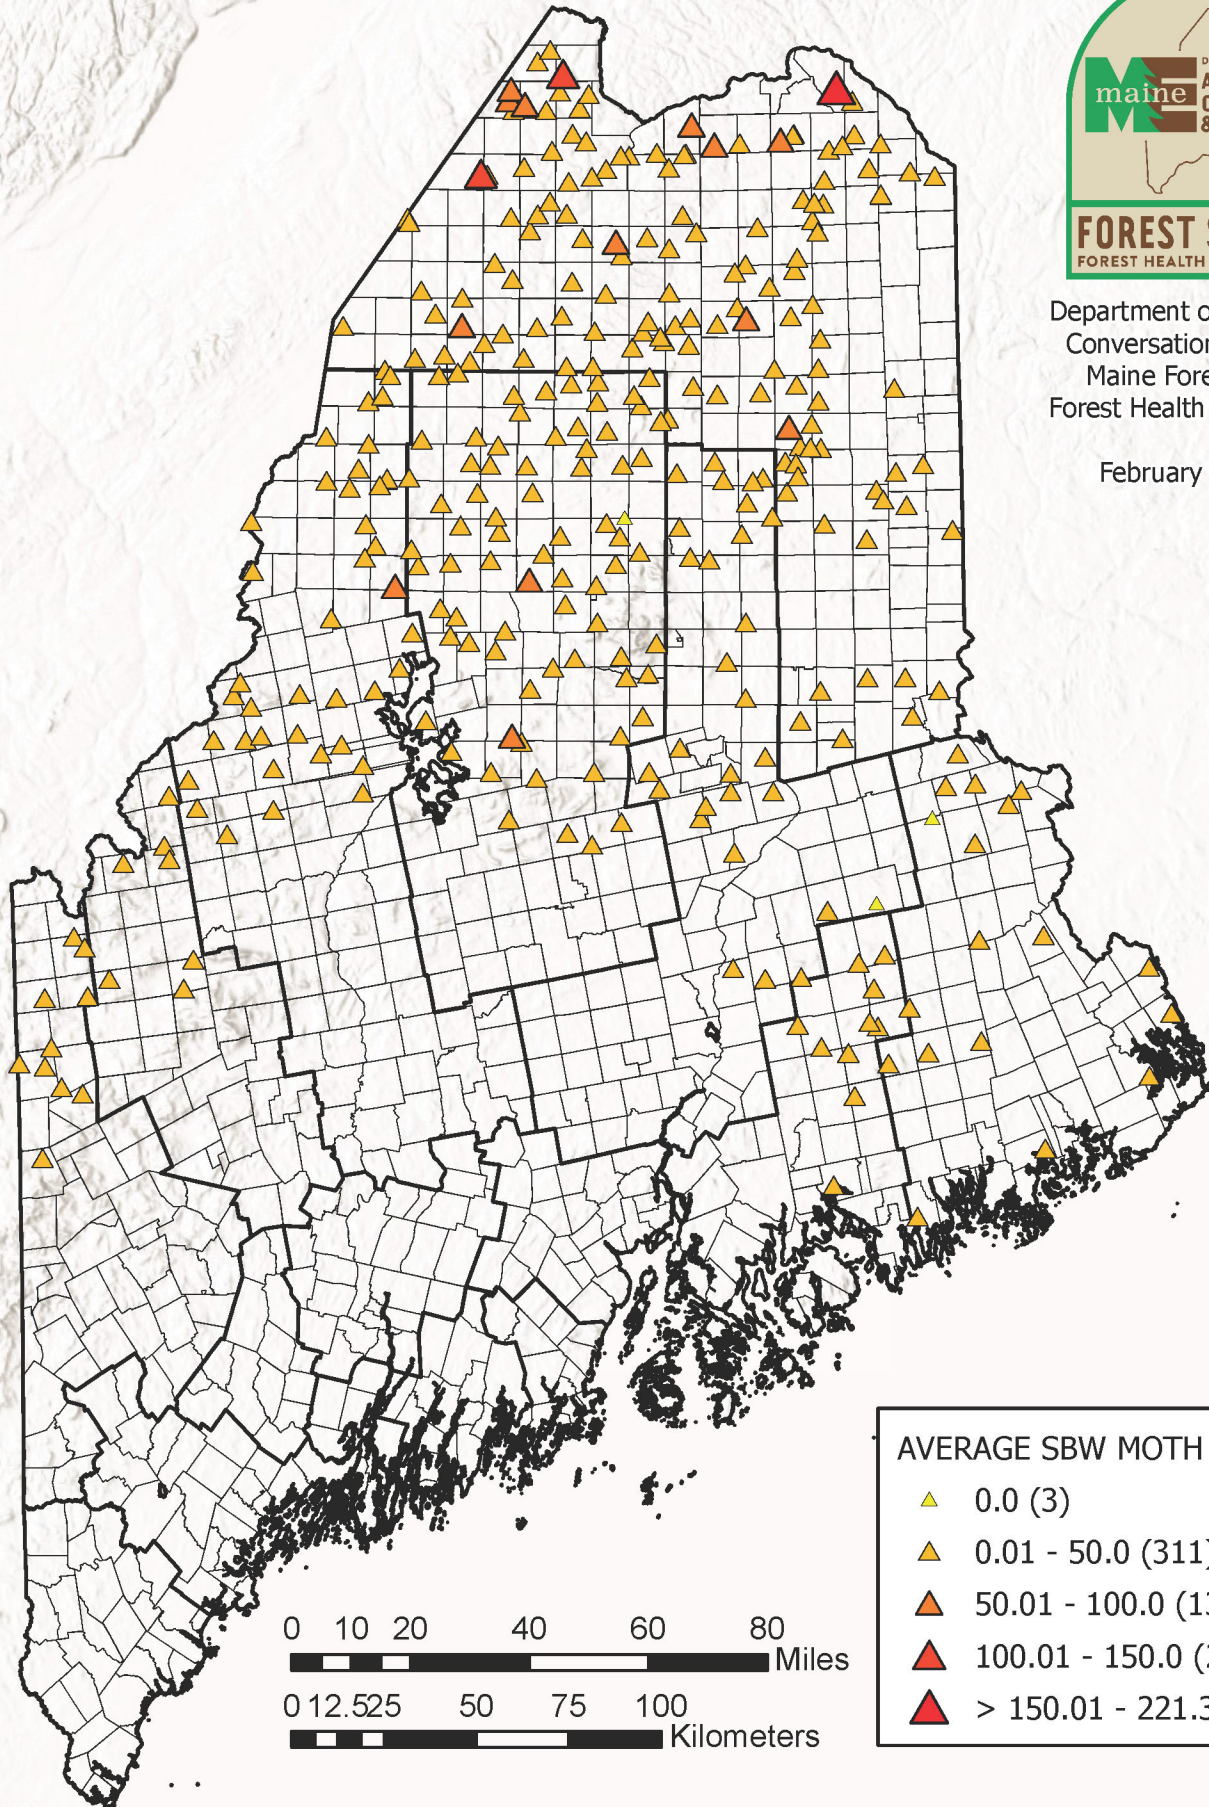 maine
FOREST
FOREST HEALTH
Department
Conversation
Maine
Forest Health
February
AVERAGE SBW MOTH
0.0 (3)
0.01 - 50.0 (311)
50.01 - 100.0 (13
100.01 - 150.0 (
> 150.01 - 221.3
0 10 20 40 60 80
Miles
0 12.5 25 50 75 100
Kilometers